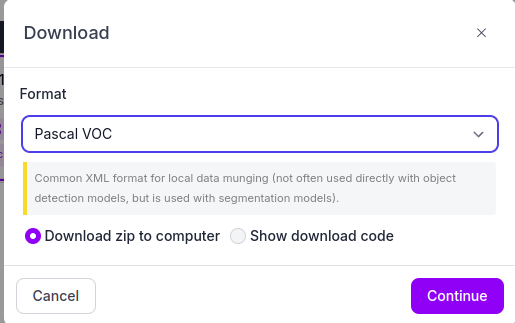 Download
Format
Pascal VOC
Common XML format for local data munging (not often used directly with object
detection models, but is used with segmentation models).
Download zip to computer
Show download code
Cancel
Continue